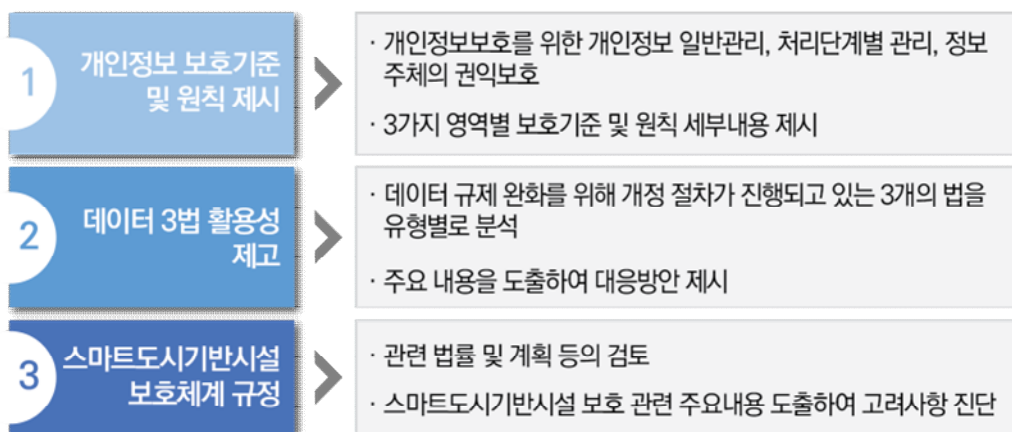 1
개인정보 보호기준
및 원칙 제시
· 개인정보보호를 위한 개인정보 일반관리, 처리단계별 관리, 정보
주체의 권익보호
· 3가지 영역별 보호기준 및 원칙 세부내용 제시
2
데이터 3법 활용성
제고
· 데이터 규제 완화를 위해 개정 절차가 진행되고 있는 3개의 법을
유형별로 분석
· 주요 내용을 도출하여 대응방안 제시
3
스마트도시기반시설
보호체계 규정
· 관련 법률 및 계획 등의 검토
· 스마트도시기반시설 보호 관련 주요내용 도출하여 고려사항 진단